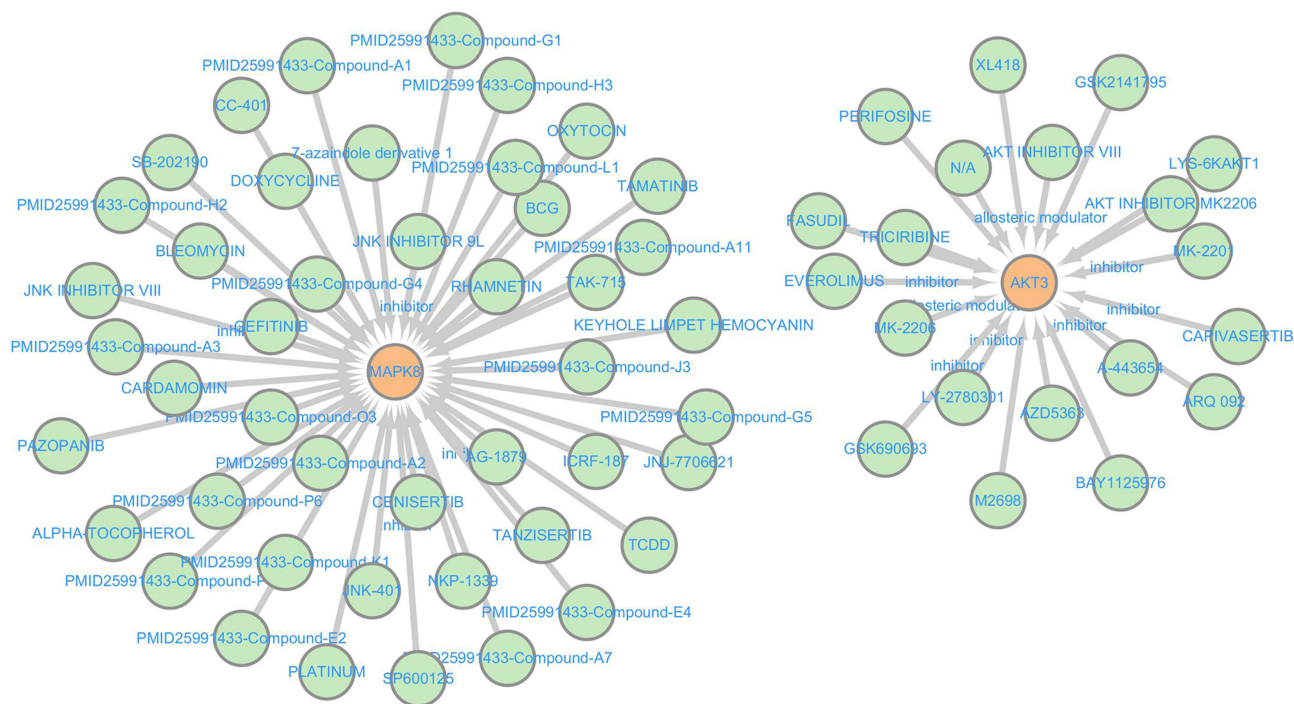 PMID25991433-Compound-G1
PMID25991433-Compound-A1
PMID25991433-Compound-H3
CC-401
OXYTOCIN
7-azaindole derivative 1
SB-202190
PMID25991433-Compound-L1
DOXYCYCLINE
TAMATINIB
PMID25991433-Compound-H2
BCG
JNK INHIBITOR 9L
PMID25991433-Compound-A11
BLEOMYCIN
PMID25991433-Compound-G4
RHAMNETIN
TAK-715
JNK INHIBITOR VIII
inhibitor
GEFITINIB
KEYHOLE LIMPET HEMOCYANIN
PMID25991433-Compound-A3
PMID25991433-Compound-J3
MAPK8
CARDAMOMIN
PMID25991433-Compound-O3
PMID25991433-Compound-G5
PAZOPANIB
PMID25991433-Compound-A2
AG-1879
ICRF-187
JNJ-7706621
PMID25991433-Compound-P6
CENISERTIB
ALPHA-TOCOPHEROL
TANZISERTIB
TCDD
PMID25991433-Compound-K1
PMID25991433-Compound-F
JNK-401
NKP-1339
PMID25991433-Compound-E4
PMID25991433-Compound-E2
PMID25991433-Compound-A7
PLATINUM
SP600125
XL418
GSK2141795
PERIFOSINE
AKT INHIBITOR VIII
N/A
LYS-6KAKT1
AKT INHIBITOR MK2206
allosteric modulator
FASUDIL
TRICIRIBINE
MK-2201
inhibitor
EVEROLIMUS
inhibitor
AKT3
inhibitor
MK-2206
inhibitor
CAPIVASERTIB
inhibitor
inhibitor
A-443654
LY-2780301
ARQ 092
AZD5363
GSK690693
BAY1125976
M2698